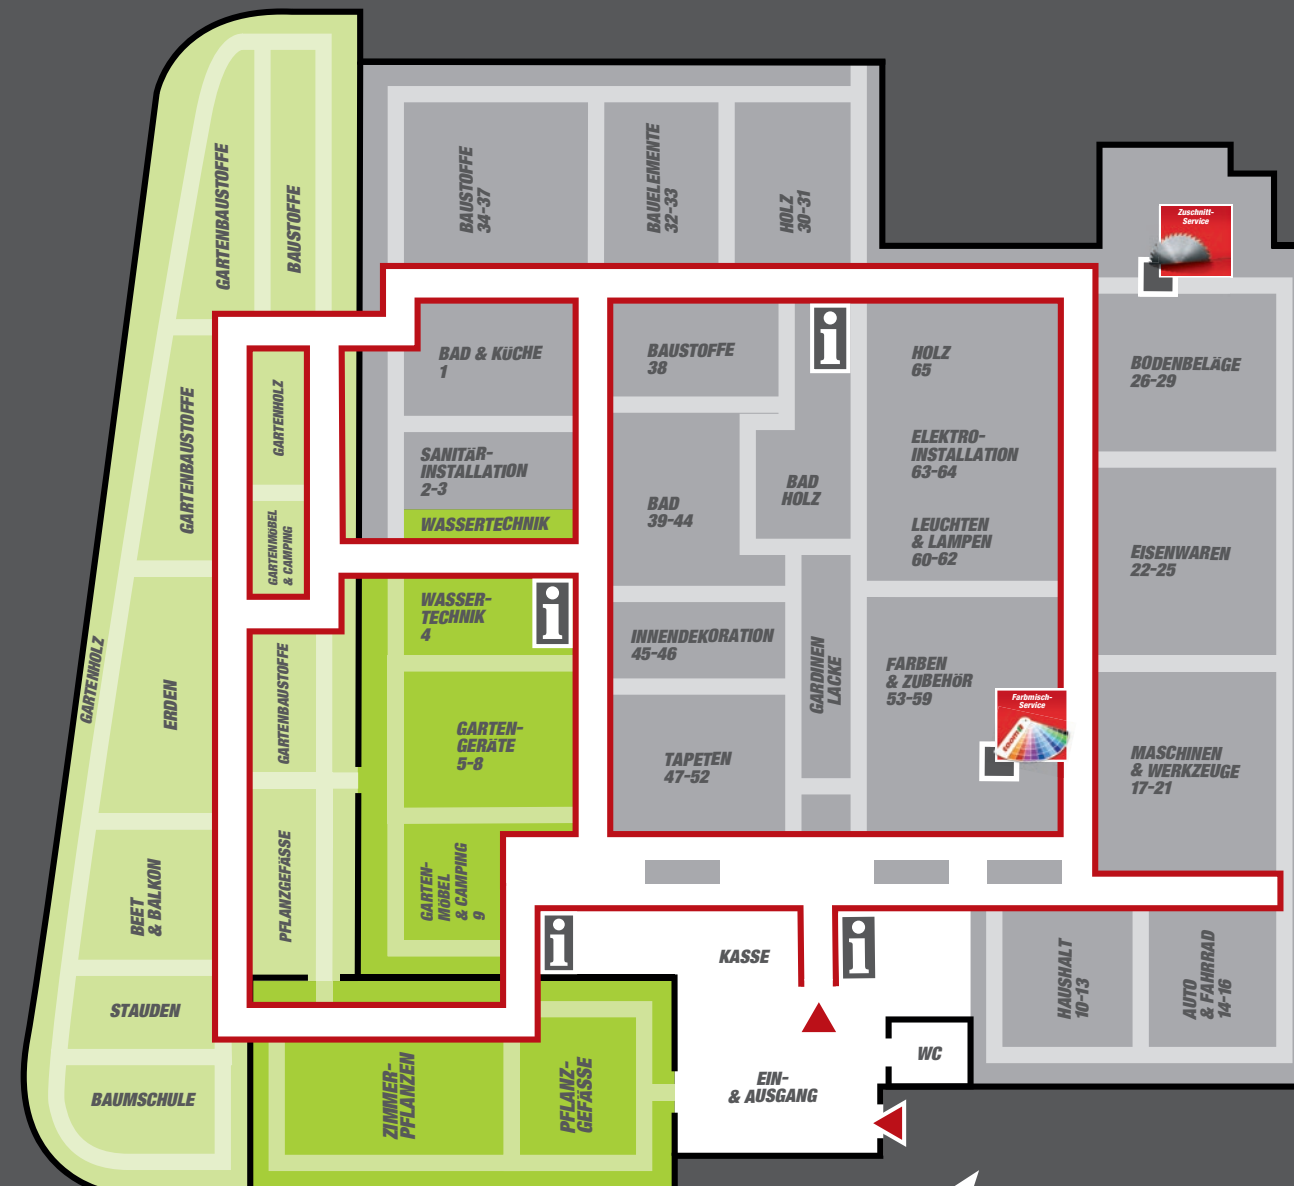 GARTENBAUSTOFFE
BAUSTOFFE
BAUSTOFFE
34-37
BAUELEMENTE
32-33
HOLZ
30-31
Zuschnitt-
Service
GARTENBAUSTOFFE
GARTENHOLZ
GARTENMÖBEL
& CAMPING
BAD & KÜCHE
1
SANITÄR-
INSTALLATION
2-3
WASSERTECHNIK
i
BAUSTOFFE
38
BAD
39-44
BAD
HOLZ
HOLZ
65
ELEKTRO-
INSTALLATION
63-64
LEUCHTEN
& LAMPEN
60-62
BODENBELÄGE
26-29
EISENWAREN
22-25
GARTENHOLZ
ERDEN
GARTENBAUSTOFFE
WASSER-
TECHNIK
4
i
GARTEN-
GERÄTE
5-8
INNENDEKORATION
45-46
TAPETEN
47-52
GARDINEN
LACKE
FARBEN
& ZUBEHÖR
53-59
Farbmisch-
Service
toom
MASCHINEN
& WERKZEUGE
17-21
BEET
& BALKON
PFLANZGEFÄSSE
GARTEN-
MÖBEL
& CAMPING
9
i
KASSE
i
HAUSHALT
10-13
AUTO
& FAHRRAD
14-16
STAUDEN
BAUMSCHULE
ZIMMER-
PFLANZEN
PFLANZ-
GEFÄSSE
EIN-
& AUSGANG
WC